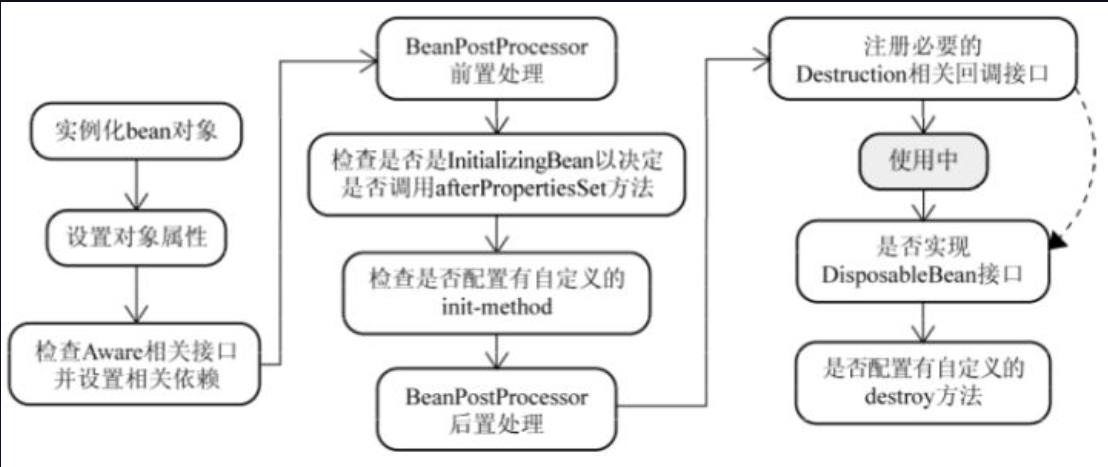 实例化bean对象
设置对象属性
检查Aware相关接口
并设置相关依赖
BeanPostProcessor
前置处理
检查是否是InitializingBean以决定
是否调用afterPropertiesSet方法
检查是否配置有自定义的
init-method
BeanPostProcessor
后置处理
注册必要的
Destruction相关回调接口
使用中
是否实现
DisposableBean接口
是否配置有自定义的
destroy方法